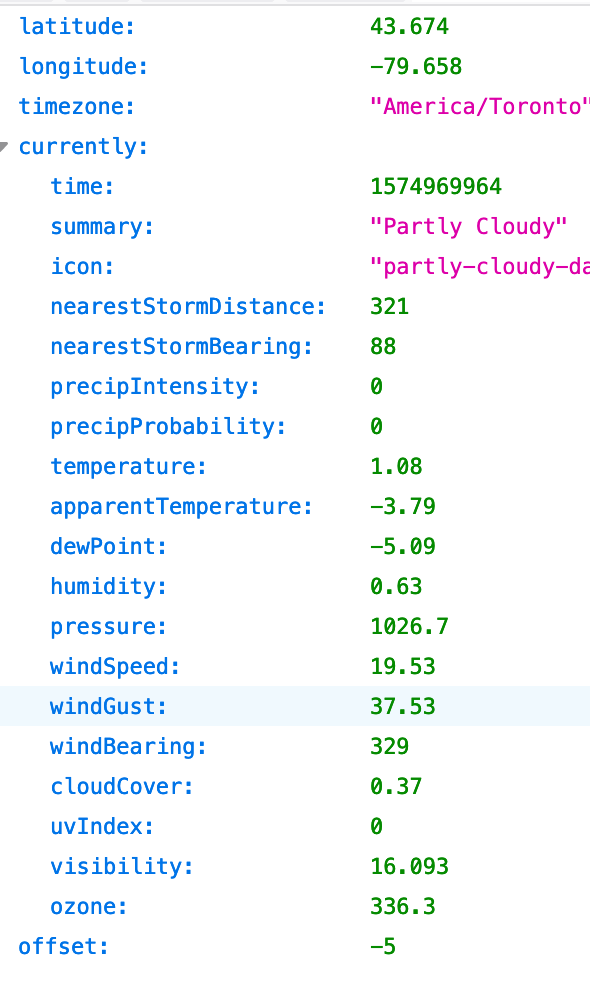 latitude: 43.674
longitude: -79.658
timezone: "America/Toronto"
currently:
time: 1574969964
summary: "Partly Cloudy"
icon: "partly-cloudy-da
nearestStormDistance: 321
nearestStormBearing: 88
precipIntensity: 0
precipProbability: 0
temperature: 1.08
apparentTemperature: -3.79
dewPoint: -5.09
humidity: 0.63
pressure: 1026.7
windSpeed: 19.53
windGust: 37.53
windBearing: 329
cloudCover: 0.37
uvIndex: 0
visibility: 16.093
ozone: 336.3
offset: -5